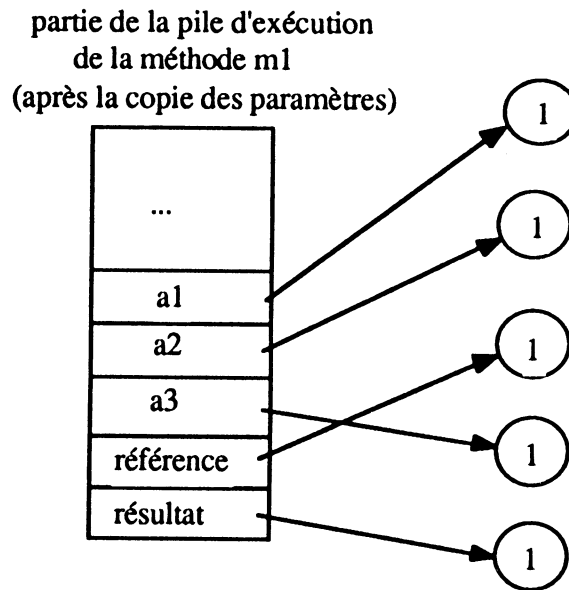 partie de la pile d'exécution
de la méthode m1
(après la copie des paramètres)
1
...
1
a1
a2
1
a3
1
référence
résultat
1